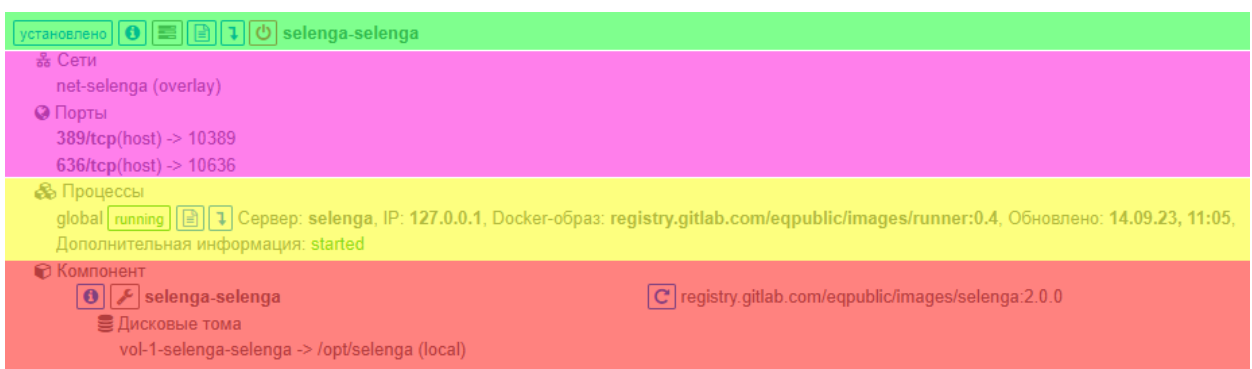 установлено selenga-selenga
Сети
net-selenga (overlay)
Порты
389/tcp(host) -> 10389
636/tcp(host) -> 10636
Процессы
global running Сервер: selenga, IP: 127.0.0.1, Docker-образ: registry.gitlab.com/eqpublic/images/runner:0.4, Обновлено: 14.09.23, 11:05,
Дополнительная информация: started
Компонент
selenga-selenga registry.gitlab.com/eqpublic/images/selenga:2.0.0
Дисковые тома
vol-1-selenga-selenga -> /opt/selenga (local)